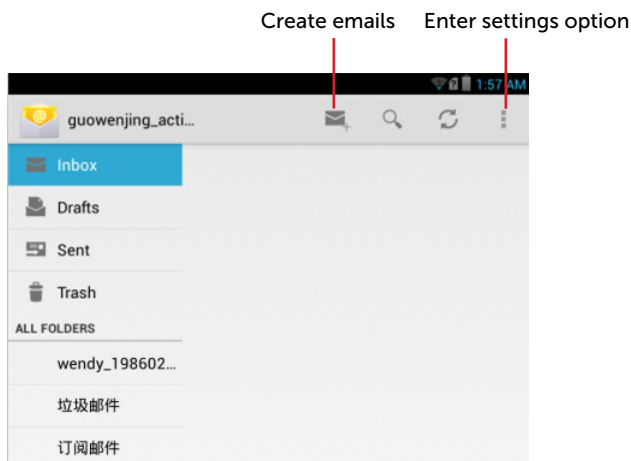 Create emails Enter settings option
1:57 AM
guowenjing_acti...
Inbox
Drafts
Sent
Trash
ALL FOLDERS
wendy_198602...
垃圾邮件
订阅邮件